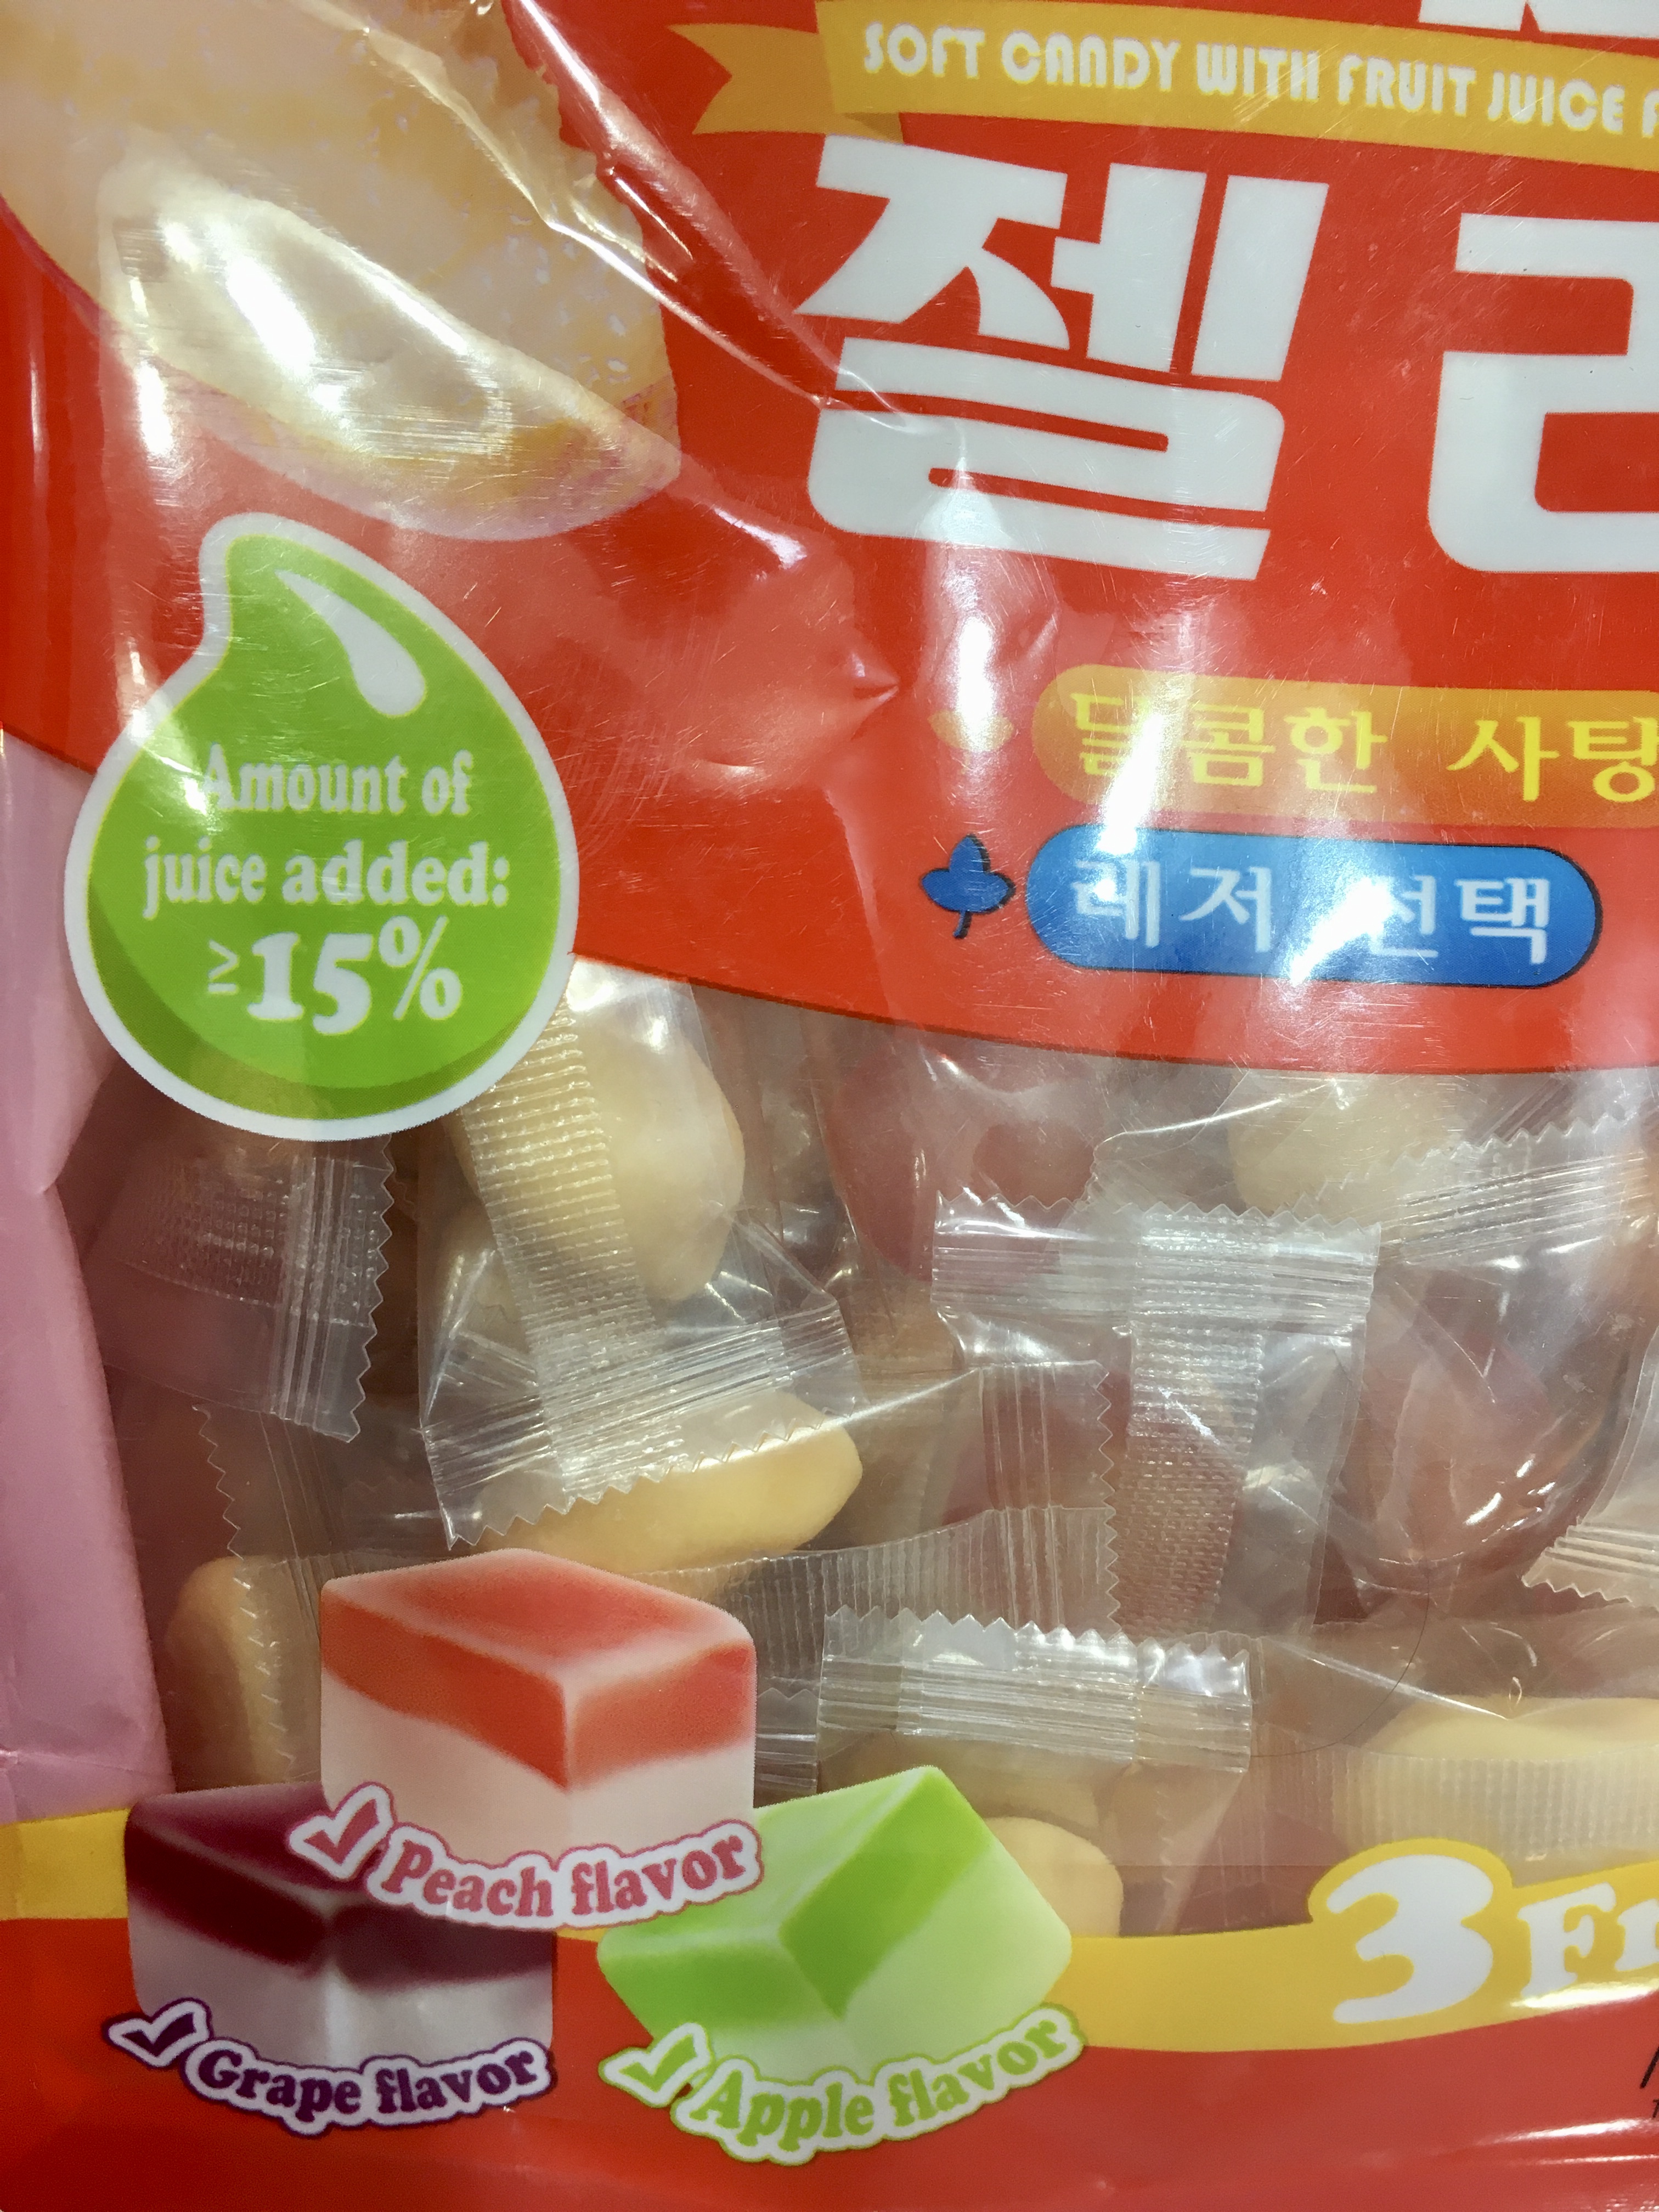 SOFT CANDY WITH FRUIT JUICE
젤리
달콤한 사탕
레저 선택
Amount of
juice added:
≥15%
Peach flavor
Grape flavor
Apple flavor
3